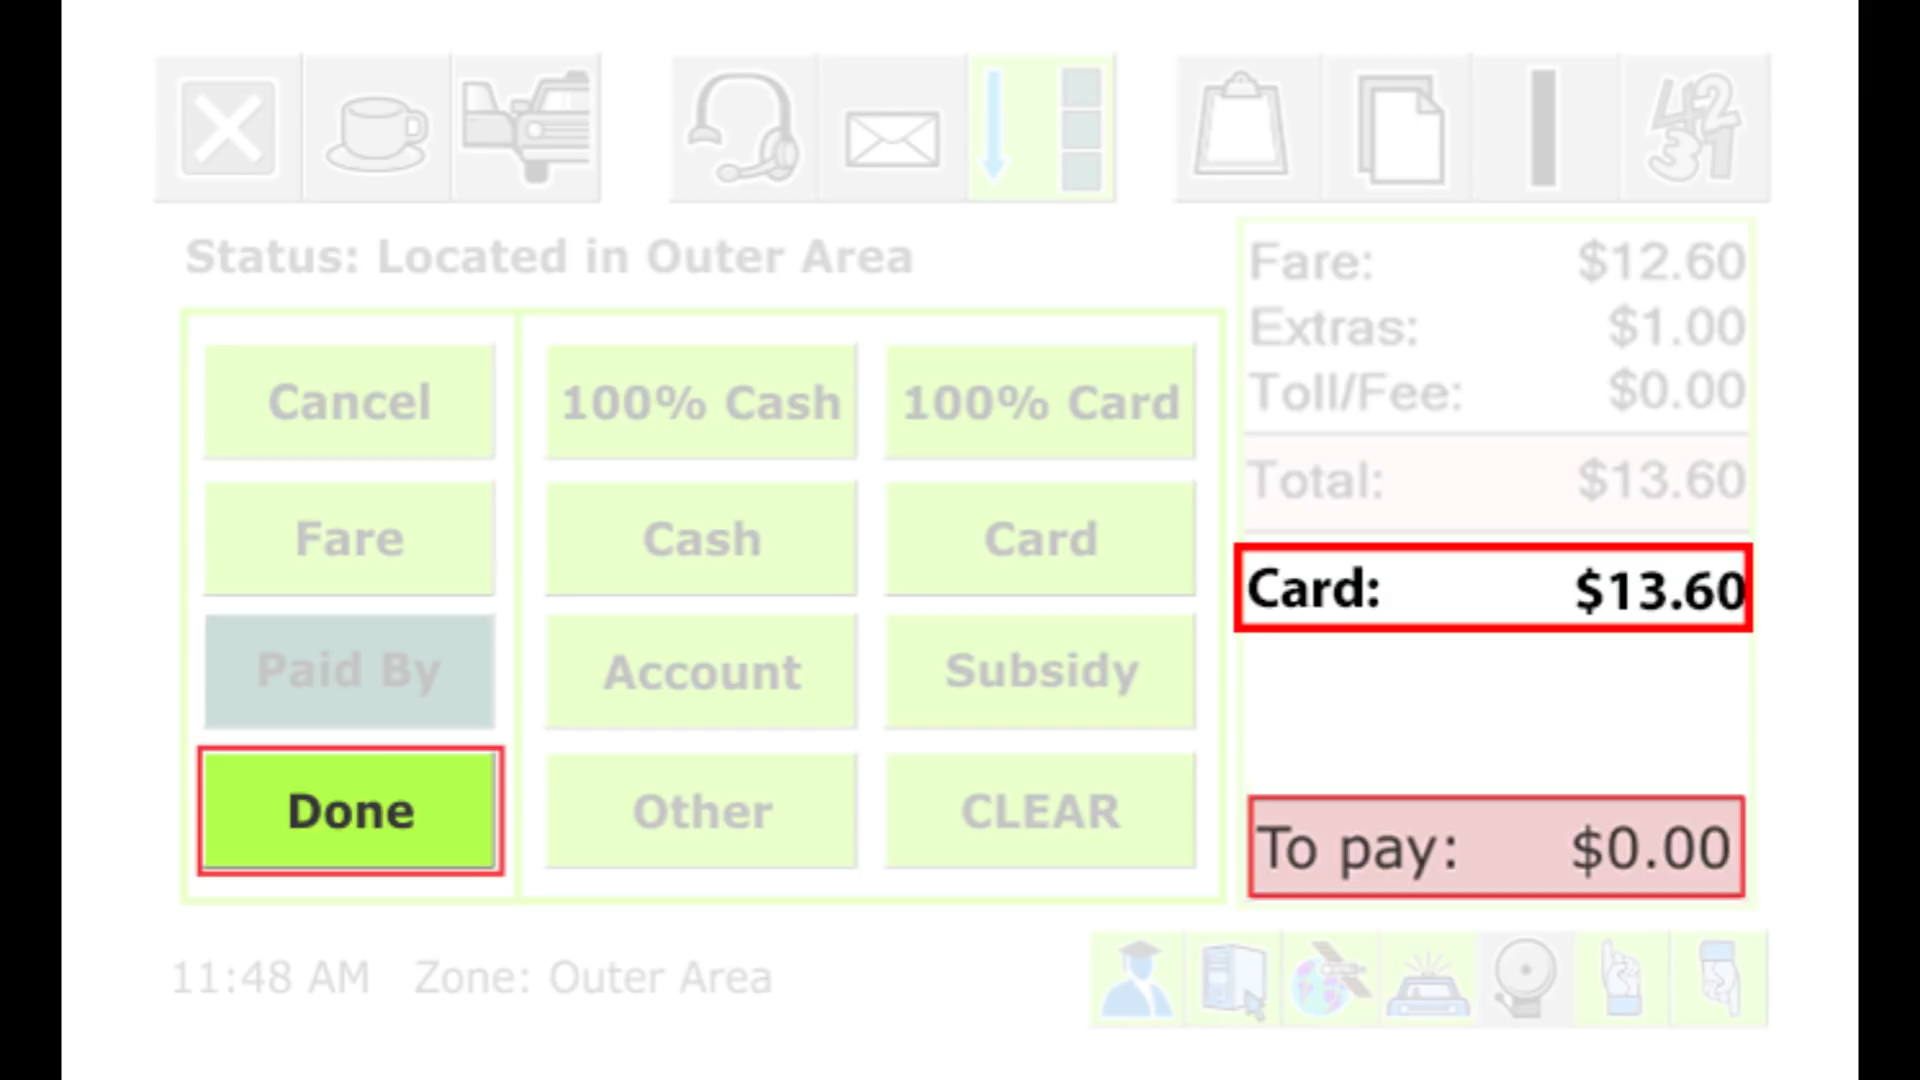 Status: Located in Outer Area
Cancel
100% Cash
100% Card
Fare
Cash
Card
Paid By
Account
Subsidy
Done
Other
CLEAR
Fare: $12.60
Extras: $1.00
Toll/Fee: $0.00
Total: $13.60
Card: $13.60
To pay: $0.00
11:48 AM Zone: Outer Area